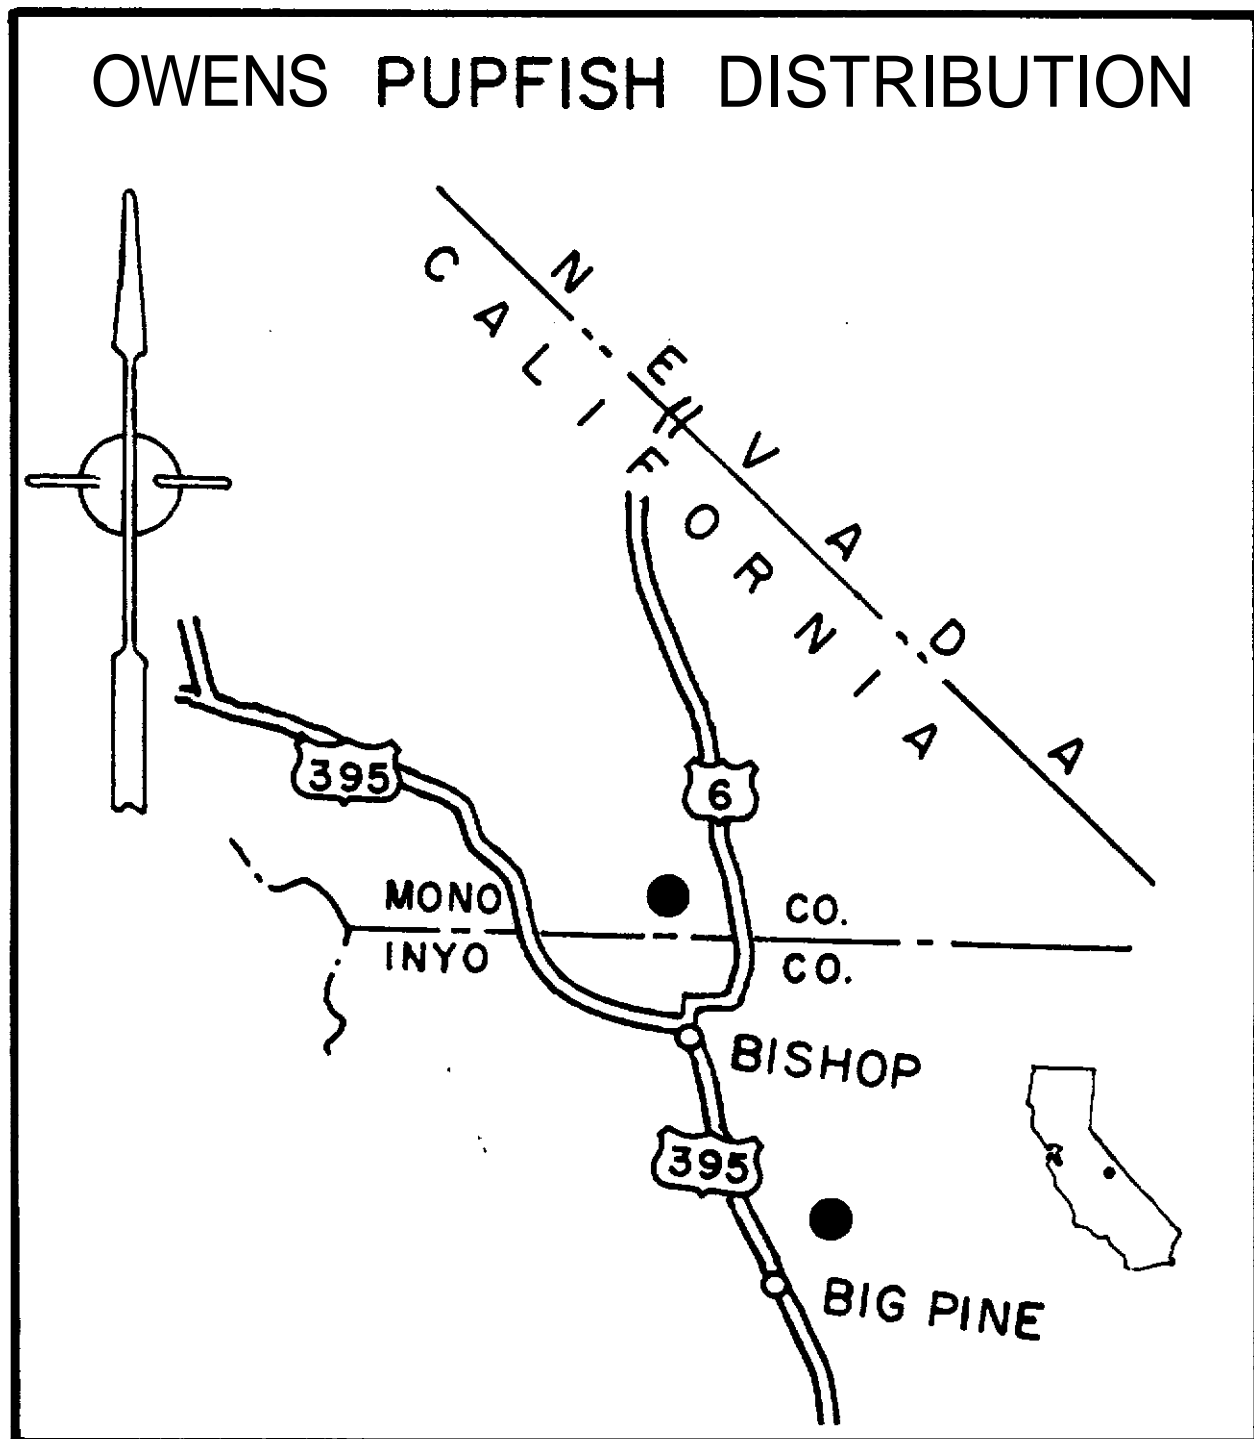 OWENS PUPFISH DISTRIBUTION
NEVADA
CALIFORNIA
395
6
MONO CO.
INYO CO.
BISHOP
395
BIG PINE